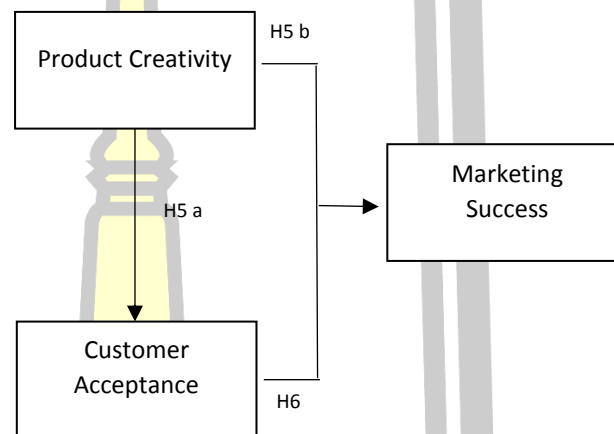 H5 b
Product Creativity
Marketing
Success
H5 a
Customer
Acceptance
H6